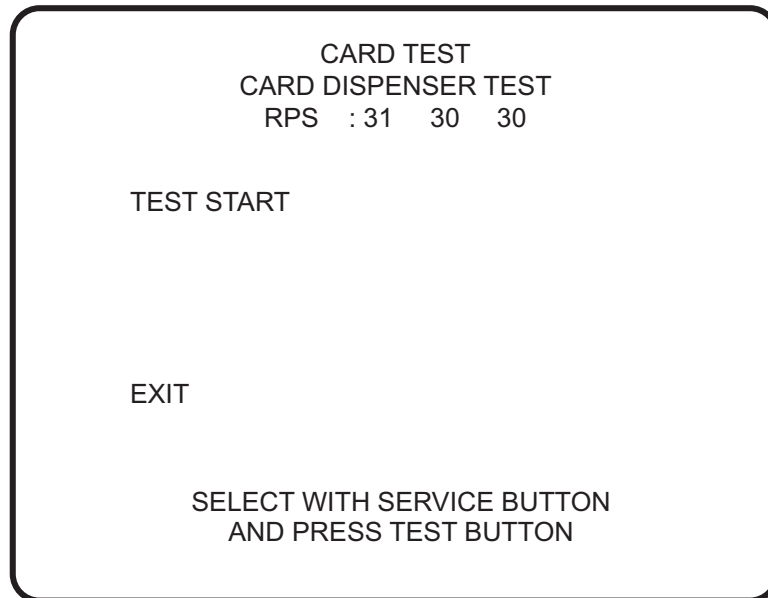 CARD TEST
CARD DISPENSER TEST
RPS : 31 30 30
TEST START
EXIT
SELECT WITH SERVICE BUTTON
AND PRESS TEST BUTTON